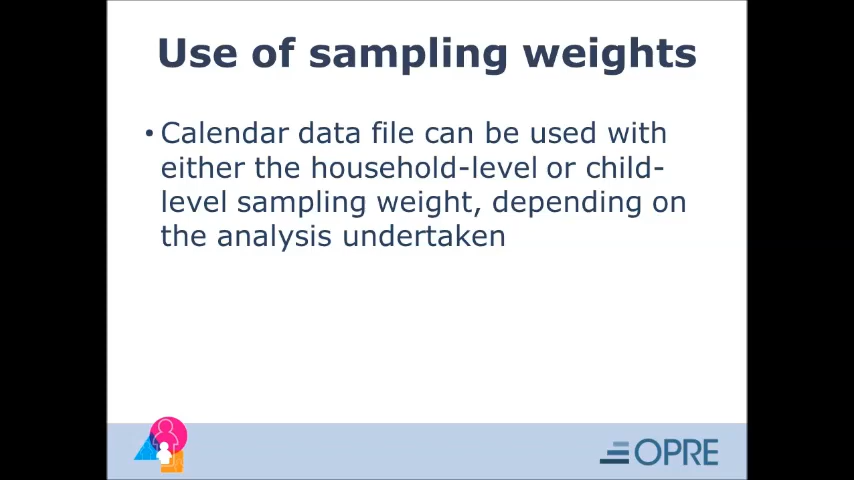 Use of sampling weights
• Calendar data file can be used with
either the household-level or child-
level sampling weight, depending on
the analysis undertaken
OPRE